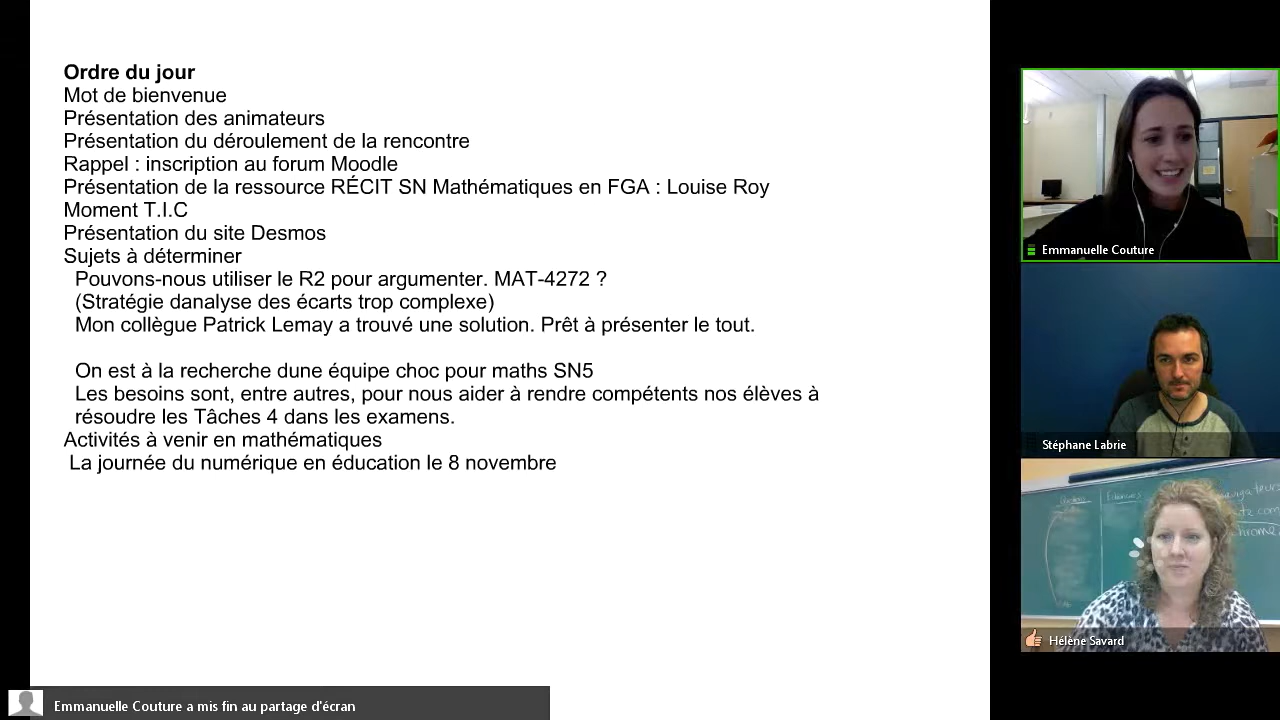 Ordre du jour
Mot de bienvenue
Présentation des animateurs
Présentation du déroulement de la rencontre
Rappel : inscription au forum Moodle
Présentation de la ressource RÉCIT SN Mathématiques en FGA : Louise Roy
Moment T.I.C
Présentation du site Desmos
Sujets à déterminer
Pouvons-nous utiliser le R2 pour argumenter. MAT-4272 ?
(Stratégie danalyse des écarts trop complexe)
Mon collègue Patrick Lemay a trouvé une solution. Prêt à présenter le tout.
On est à la recherche dune équipe choc pour maths SN5
Les besoins sont, entre autres, pour nous aider à rendre compétents nos élèves à
résoudre les Tâches 4 dans les examens.
Activités à venir en mathématiques
La journée du numérique en éducation le 8 novembre
Emmanuelle Couture
Stéphane Labrie
Hélène Savard
Emmanuelle Couture a mis fin au partage d'écran